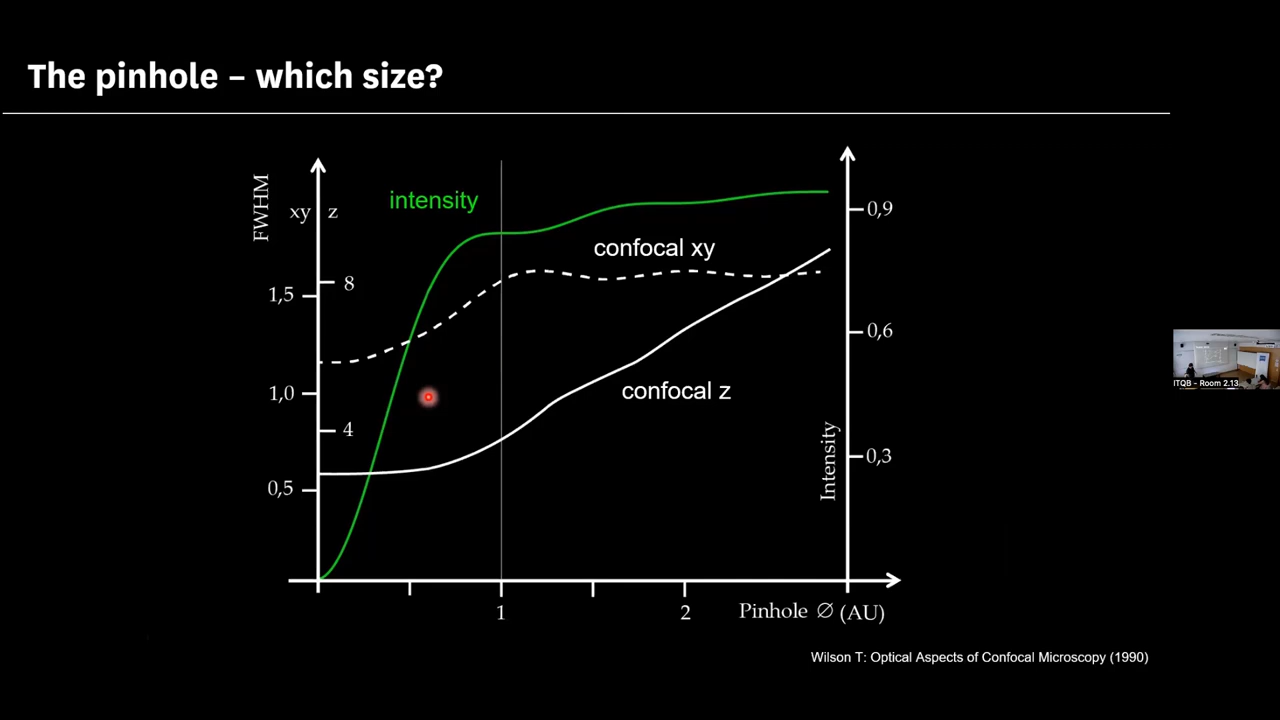 The pinhole – which size?
FWHM
xy
z
intensity
confocal xy
confocal z
1,5
1,0
0,5
8
4
0,9
0,6
0,3
Intensity
1
2
Pinhole ∅ (AU)
Wilson T: Optical Aspects of Confocal Microscopy (1990)
ITQB - Room 2.13